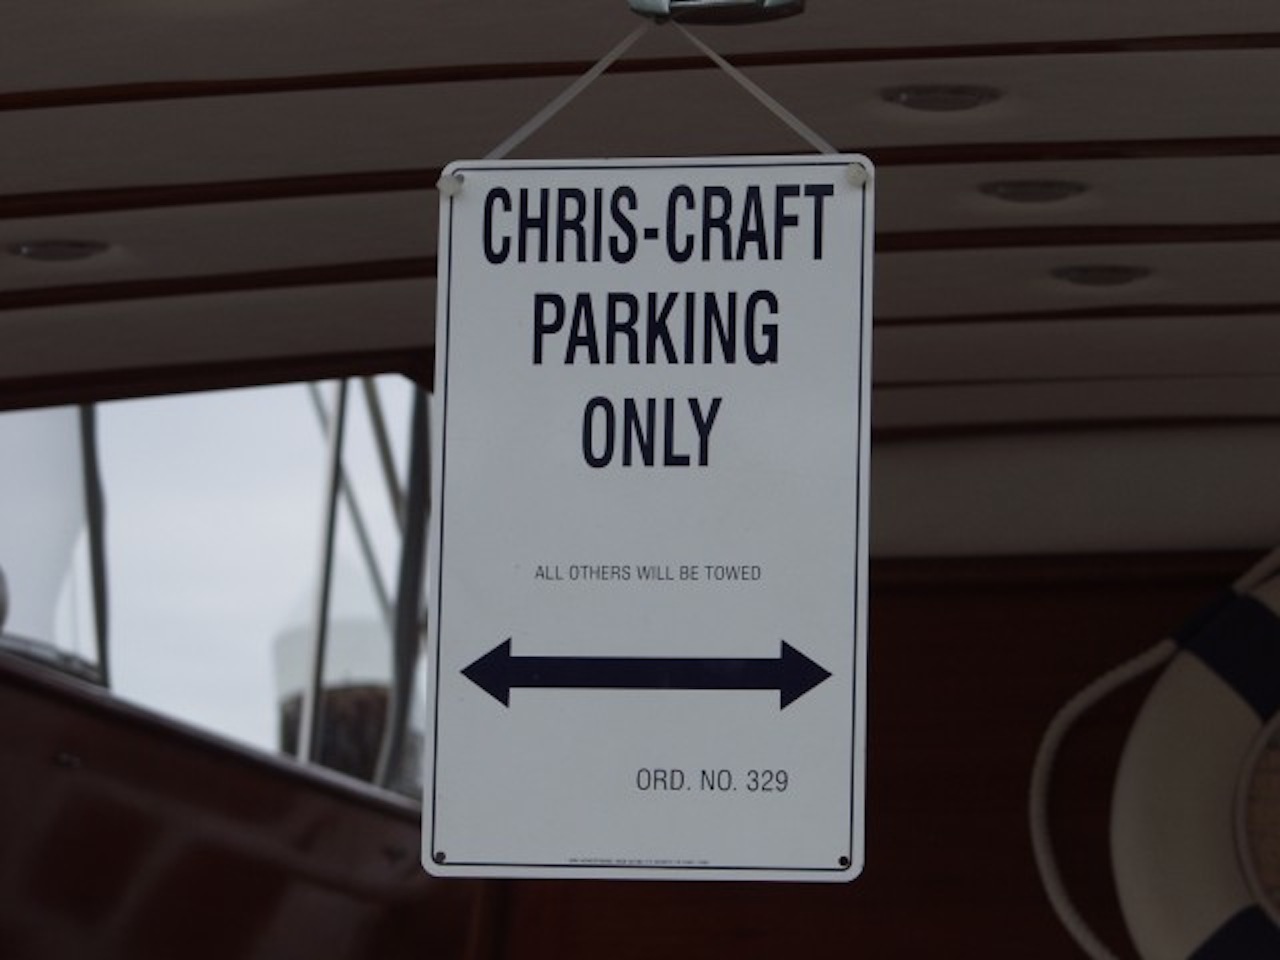 CHRIS-CRAFT
PARKING
ONLY
ALL OTHERS WILL BE TOWED
ORD. NO. 329